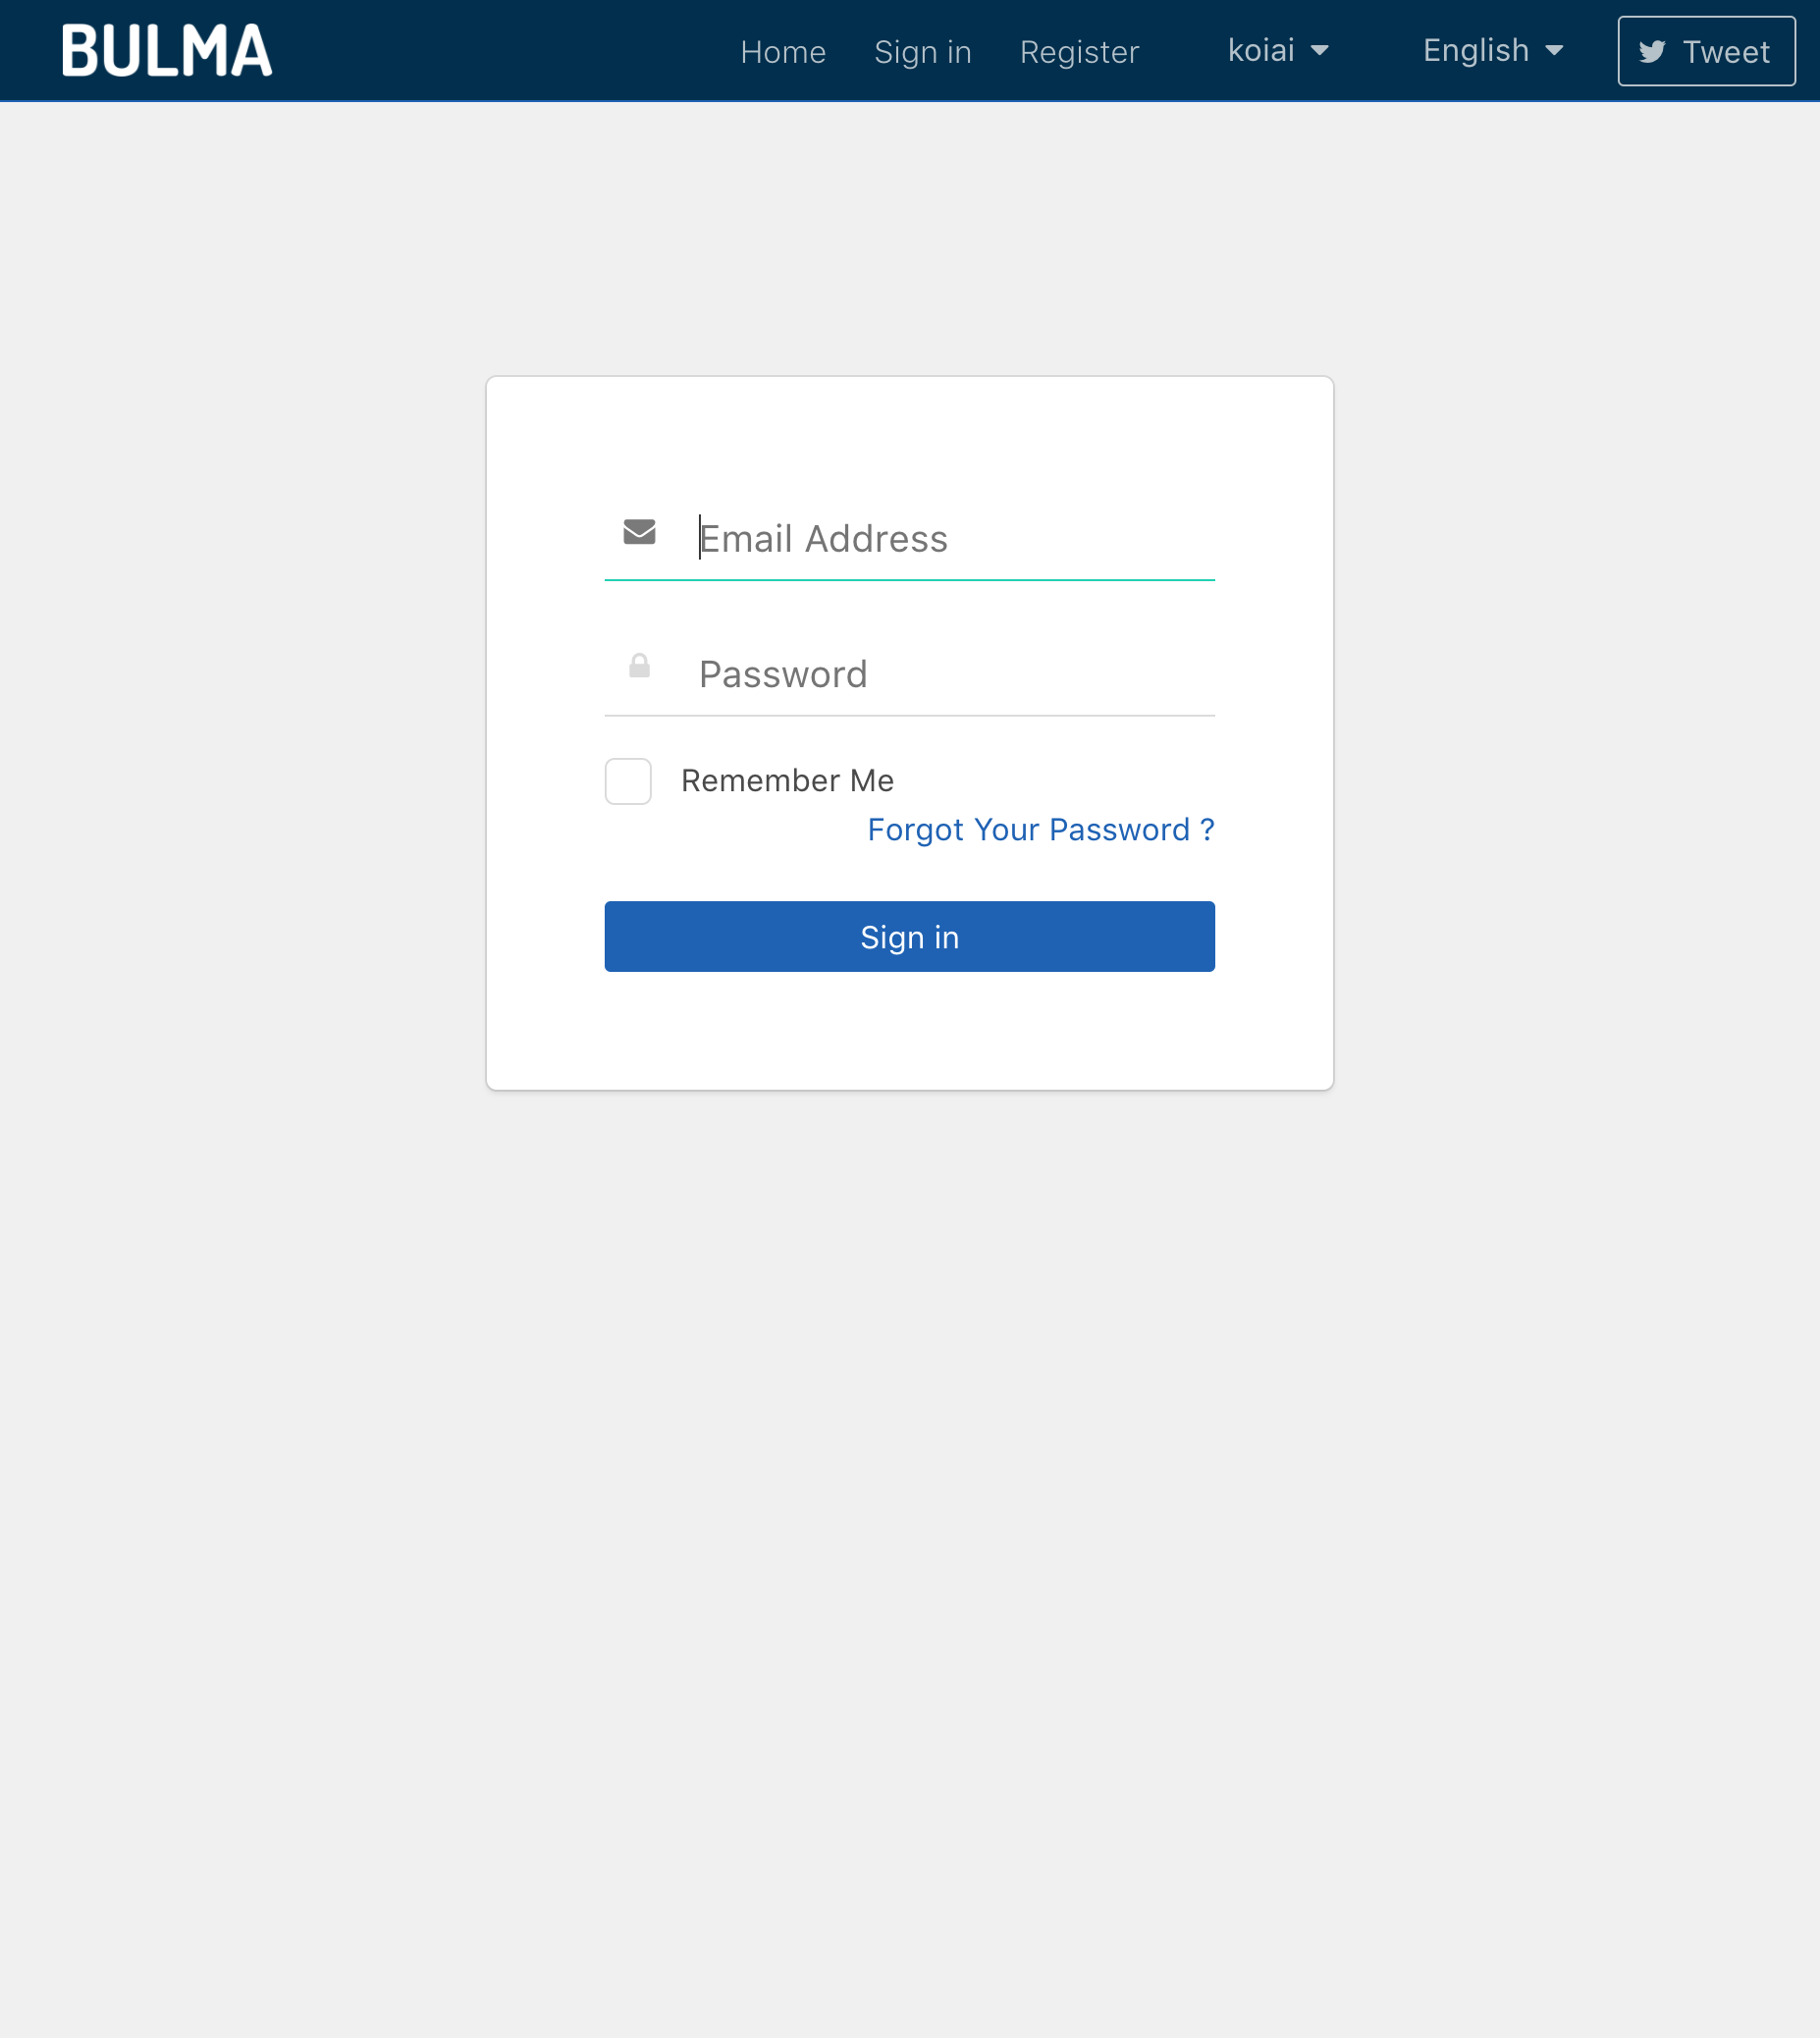 BULMA Home Sign in Register koiai English Tweet
Email Address
Password
Remember Me
Forgot Your Password ?
Sign in